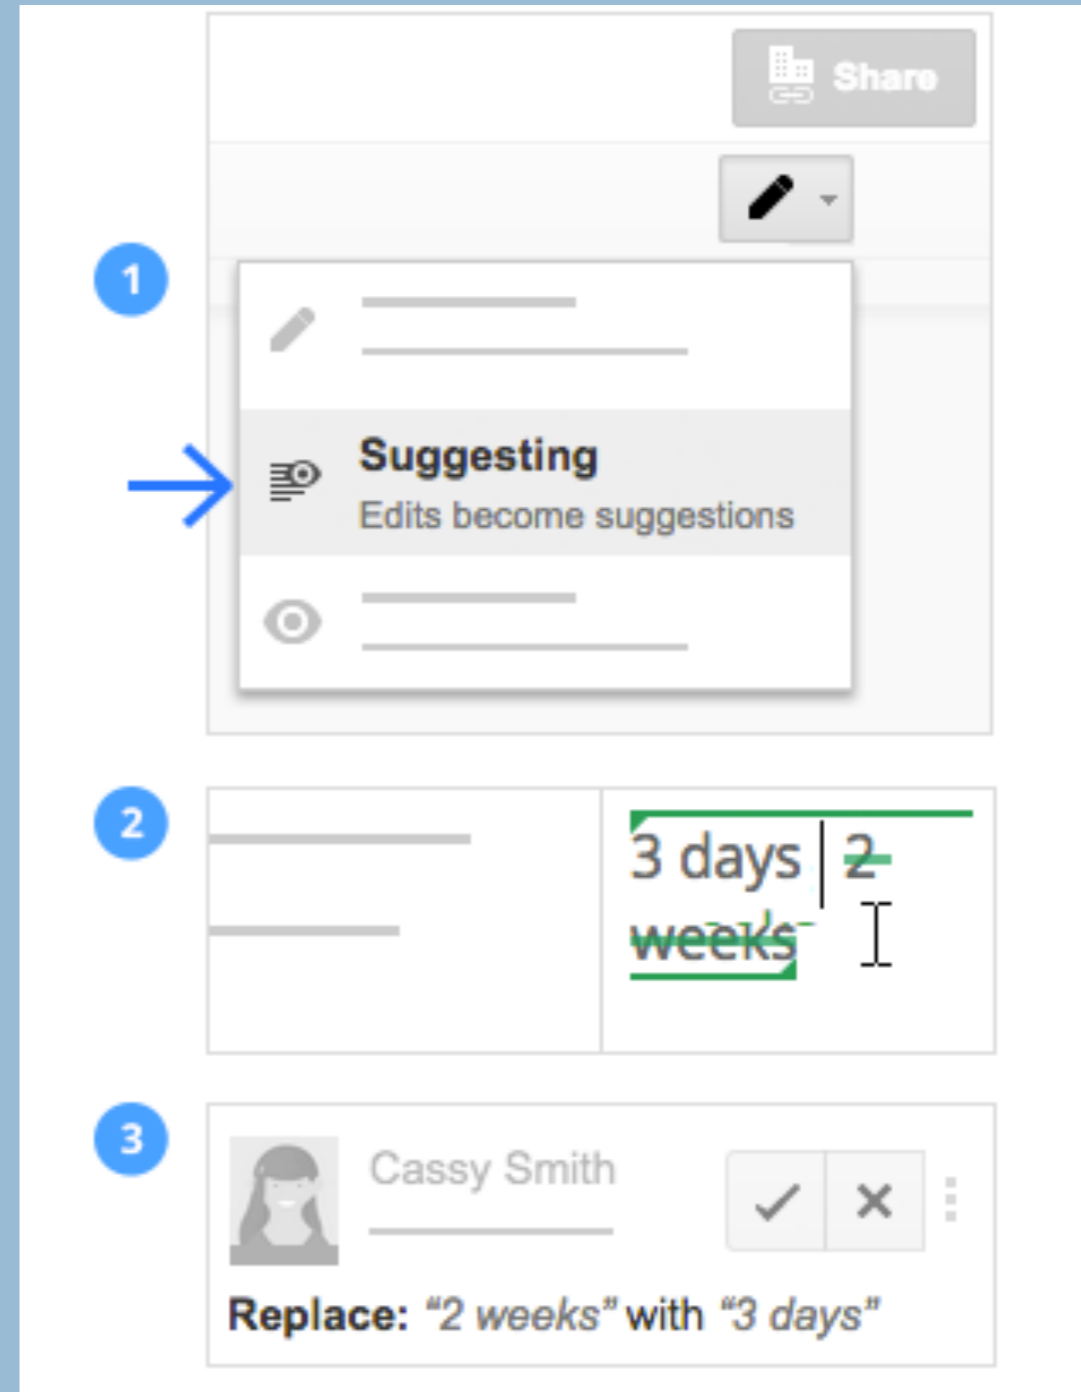 Share
1
Suggesting
Edits become suggestions
2
3 days 2
weeks
3
Cassy Smith
Replace: “2 weeks” with “3 days”